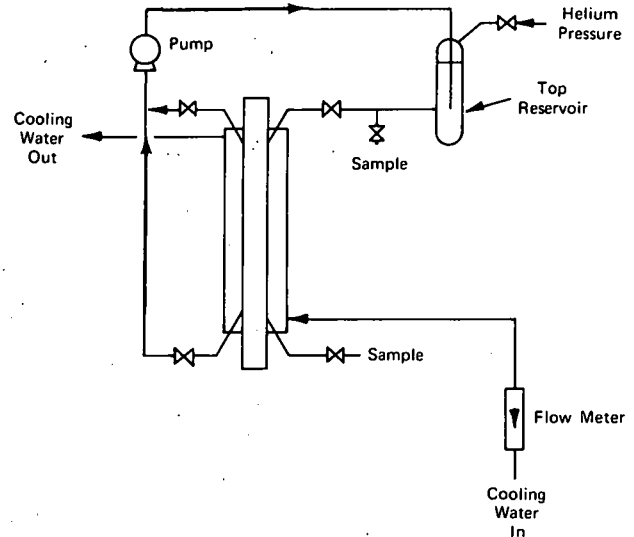 Pump
Helium
Pressure
Top
Reservoir
Cooling
Water
Out
Sample
Sample
Flow Meter
Cooling
Water
In